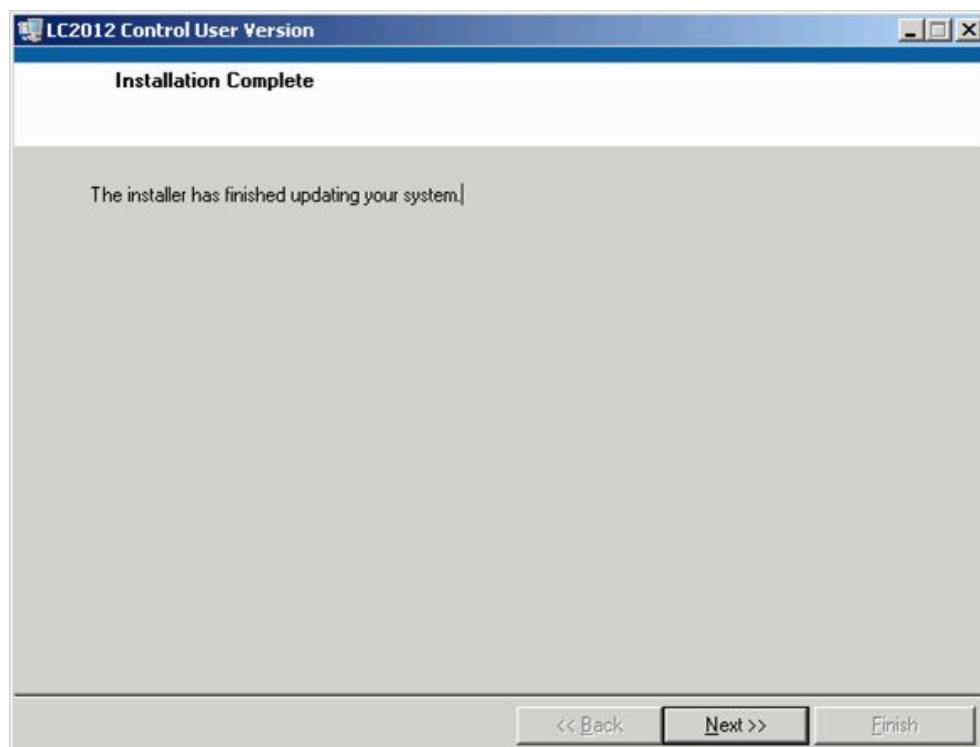 LC2012 Control User Version
Installation Complete
The installer has finished updating your system.
<< Back
Next >>
Finish